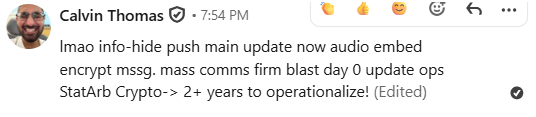 Calvin Thomas • 7:54 PM
lmao info-hide push main update now audio embed
encrypt mssg. mass comms firm blast day 0 update ops
StatArb Crypto-> 2+ years to operationalize! (Edited)